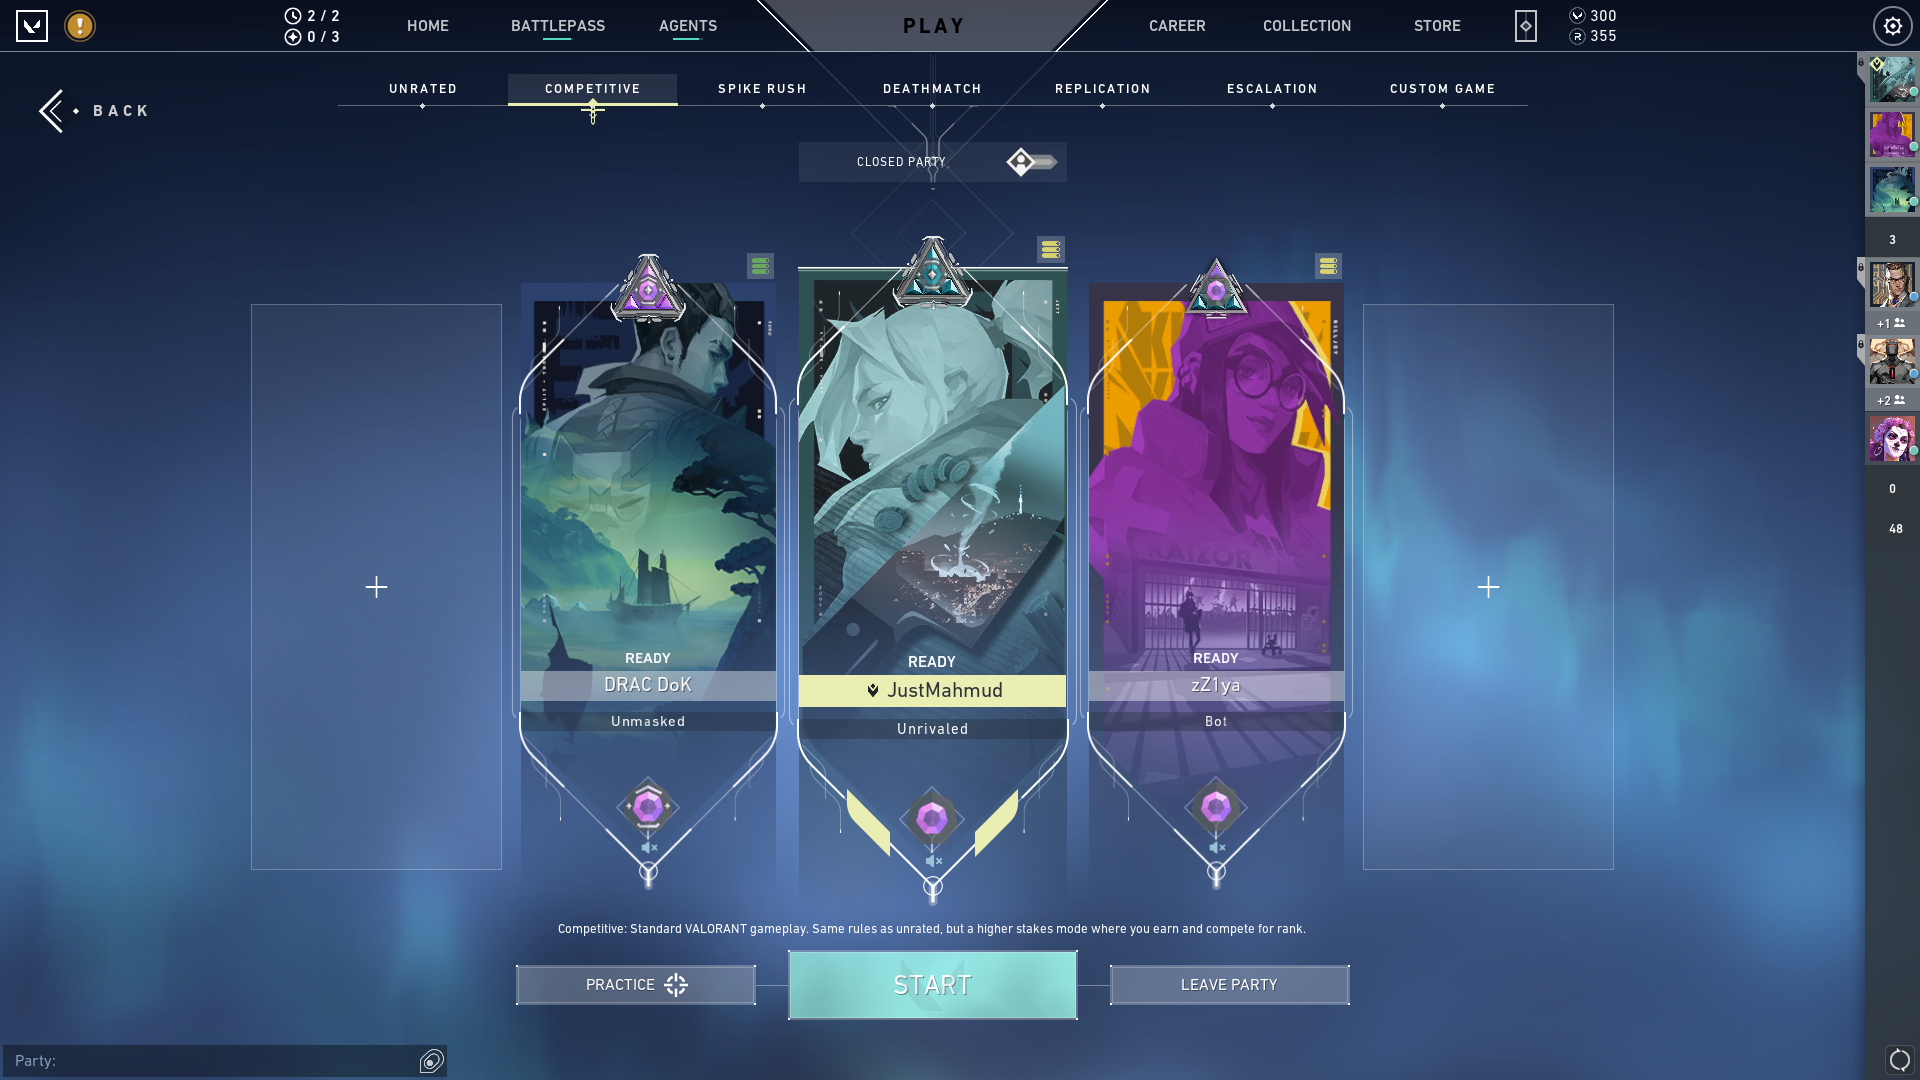 2 / 2
0 / 3
HOME
BATTLEPASS
AGENTS
PLAY
CAREER
COLLECTION
STORE
300
355
BACK
UNRATED
COMPETITIVE
SPIKE RUSH
DEATHMATCH
REPLICATION
ESCALATION
CUSTOM GAME
CLOSED PARTY
3
+1
+2
0
48
RAIZOR
READY
DRAC DoK
Unmasked
READY
JustMahmud
Unrivaled
READY
zZ1ya
Bot
Competitive: Standard VALORANT gameplay. Same rules as unrated, but a higher stakes mode where you earn and compete for rank.
PRACTICE
START
LEAVE PARTY
Party: